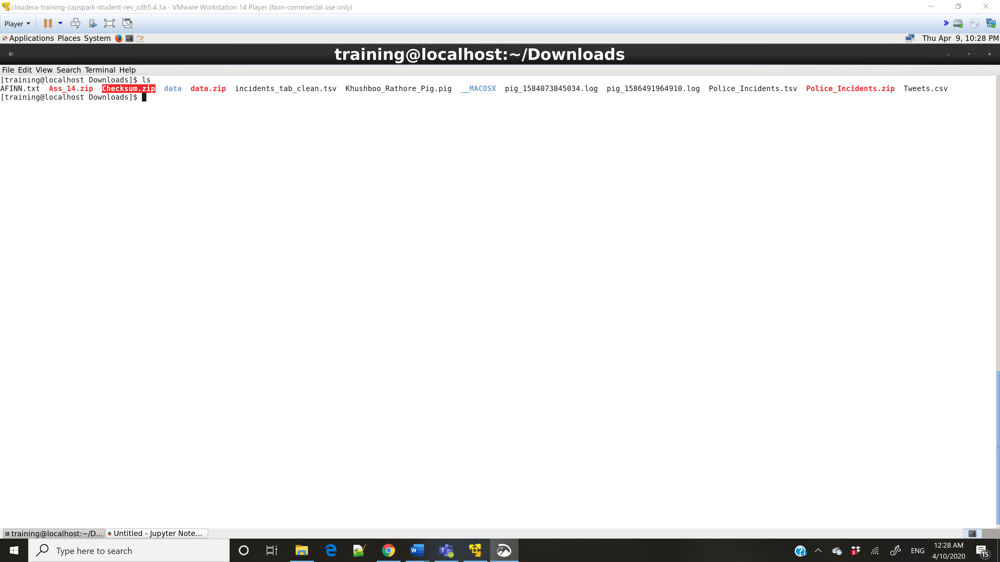 cloudera-training-capspark-student-rev_cdh5.4.3a - VMware Workstation 14 Player (Non-commercial use only)
Player
Applications Places System Thu Apr 9, 10:28 PM
training@localhost:~/Downloads
File Edit View Search Terminal Help
[training@localhost Downloads]$ ls
AFINN.txt Ass_14.zip Checksum.zip data data.zip incidents_tab_clean.tsv Khushboo_Rathore_Pig.pig __MACOSX pig_1584073845034.log pig_1586491964910.log Police_Incidents.tsv Police_Incidents.zip Tweets.csv
[training@localhost Downloads]$
training@localhost:~/D... Untitled - Jupyter Note...
Type here to search
W
T
3
ENG
12:28 AM
4/10/2020
15